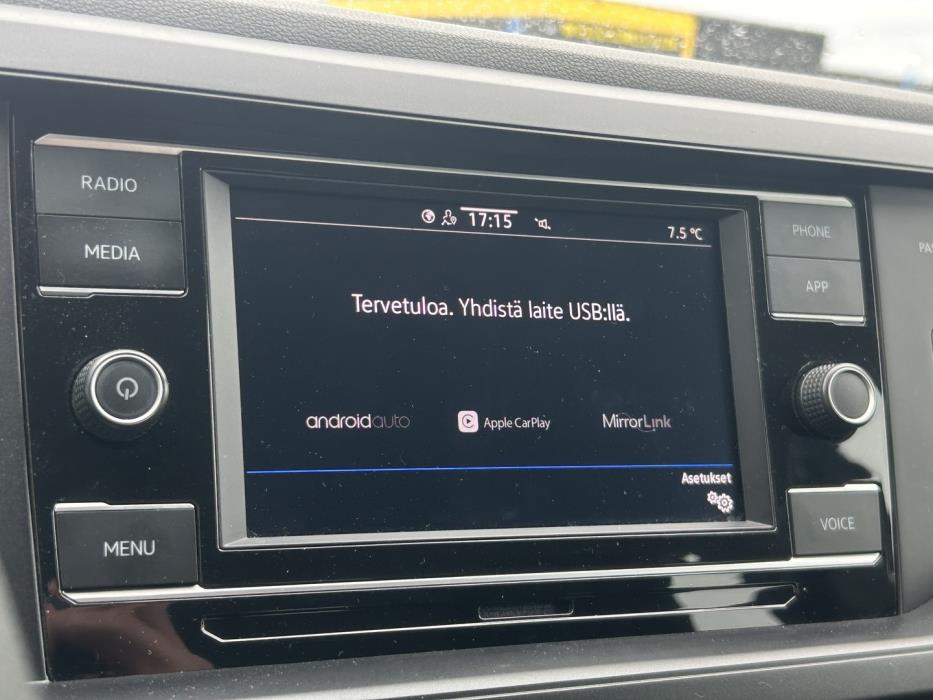 RADIO
MEDIA
17:15
7.5 °C
PHONE
APP
Tervetuloa. Yhdistä laite USB:llä.
androidauto
Apple CarPlay
MirrorLink
Asetukset
MENU
VOICE